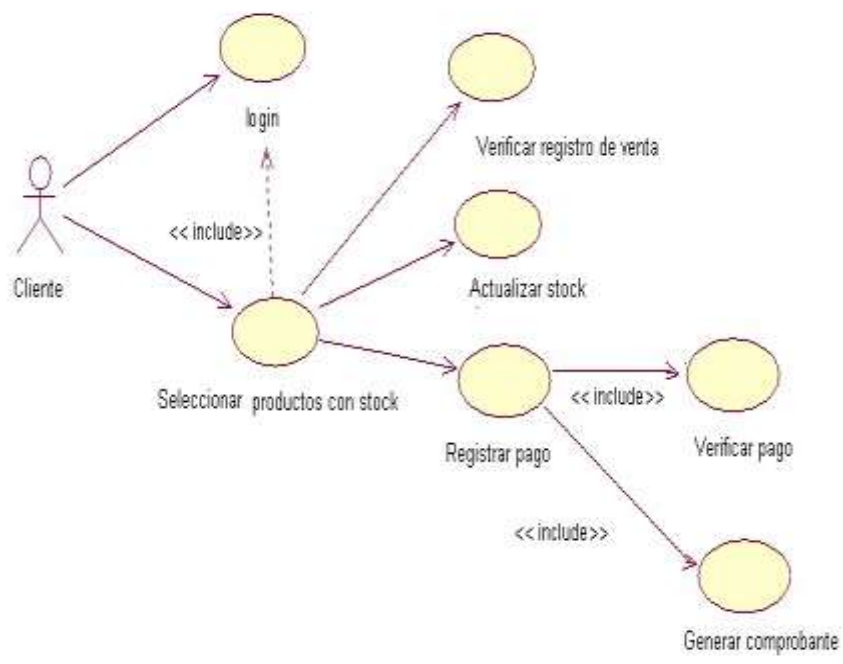 login
Verificar registro de venta
<< include>>
Cliente
Actualizar stock
Seleccionar productos con stock
<< include>>
Registrar pago
Verificar pago
<< include>>
Generar comprobante